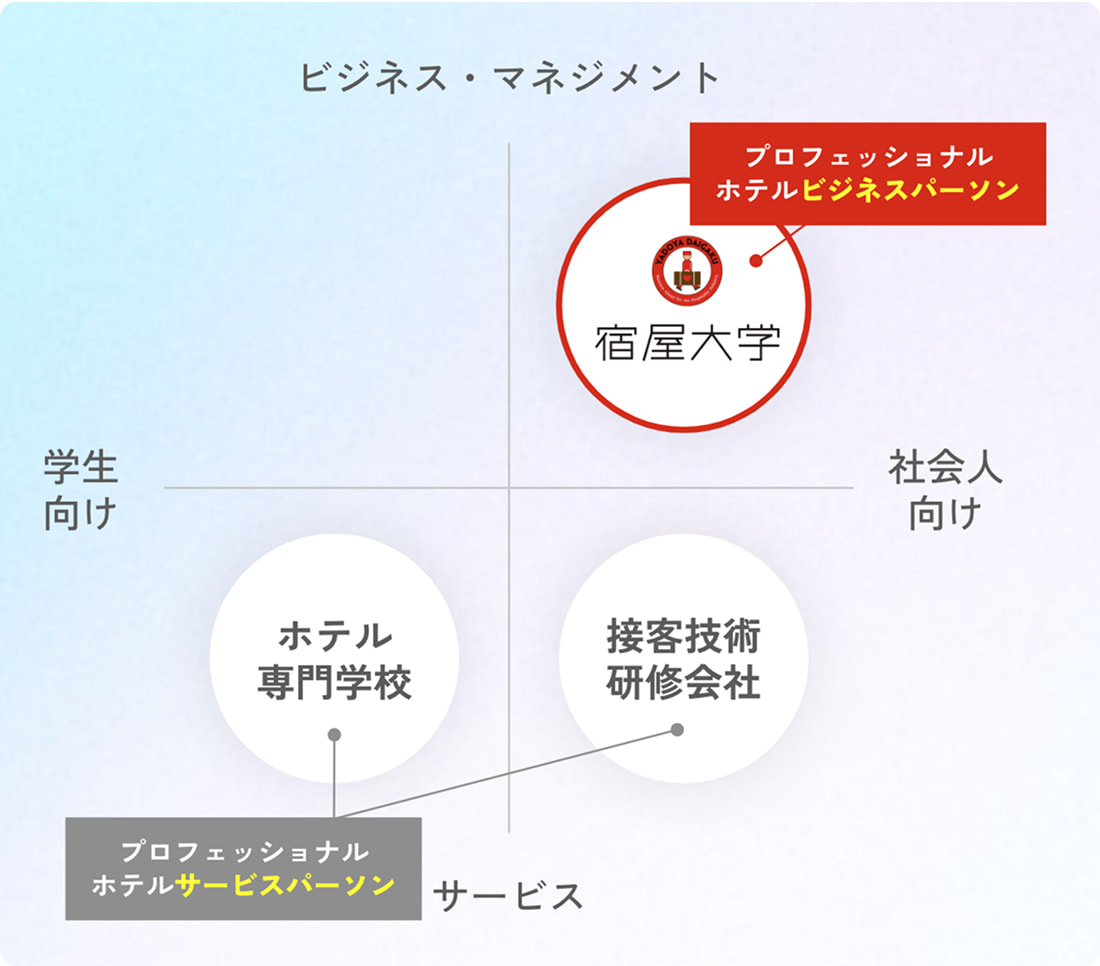 ビジネス・マネジメント
プロフェッショナル
ホテルビジネスパーソン
YADOYA DAIGAKU
宿屋大学
学生
向け
社会人
向け
ホテル
専門学校
接客技術
研修会社
プロフェッショナル
ホテルサービスパーソン
サービス